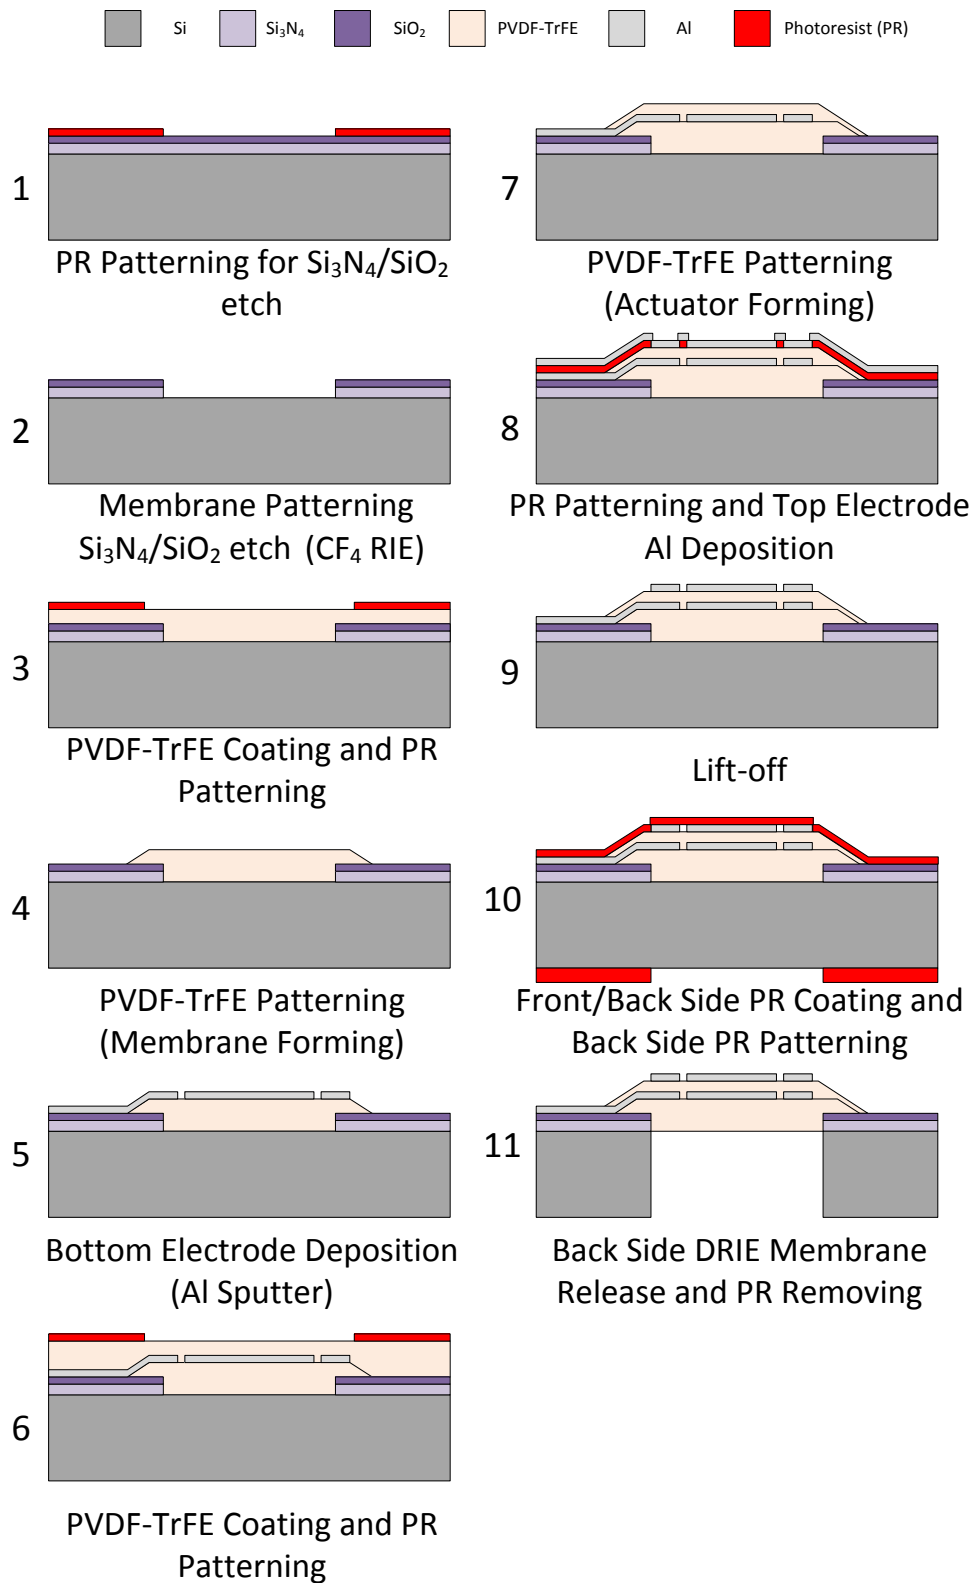 Si
Si₃N₄
SiO₂
PVDF-TrFE
Al
Photoresist (PR)
1
PR Patterning for Si₃N₄/SiO₂
etch
2
Membrane Patterning
Si₃N₄/SiO₂ etch (CF₄ RIE)
3
PVDF-TrFE Coating and PR
Patterning
4
PVDF-TrFE Patterning
(Membrane Forming)
5
Bottom Electrode Deposition
(Al Sputter)
6
PVDF-TrFE Coating and PR
Patterning
7
PVDF-TrFE Patterning
(Actuator Forming)
8
PR Patterning and Top Electrode
Al Deposition
9
Lift-off
10
Front/Back Side PR Coating and
Back Side PR Patterning
11
Back Side DRIE Membrane
Release and PR Removing